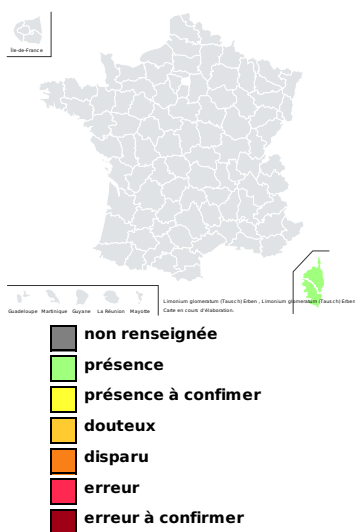 Ile-de-France
Guadeloupe Martinique Guyane La Réunion Mayotte
Limonium glomeratum (Tausch) Erben , Limonium glomeratum (Tausch) Erben
Carte en cours d'élaboration.
non renseignée
présence
présence à confimer
douteux
disparu
erreur
erreur à confirmer